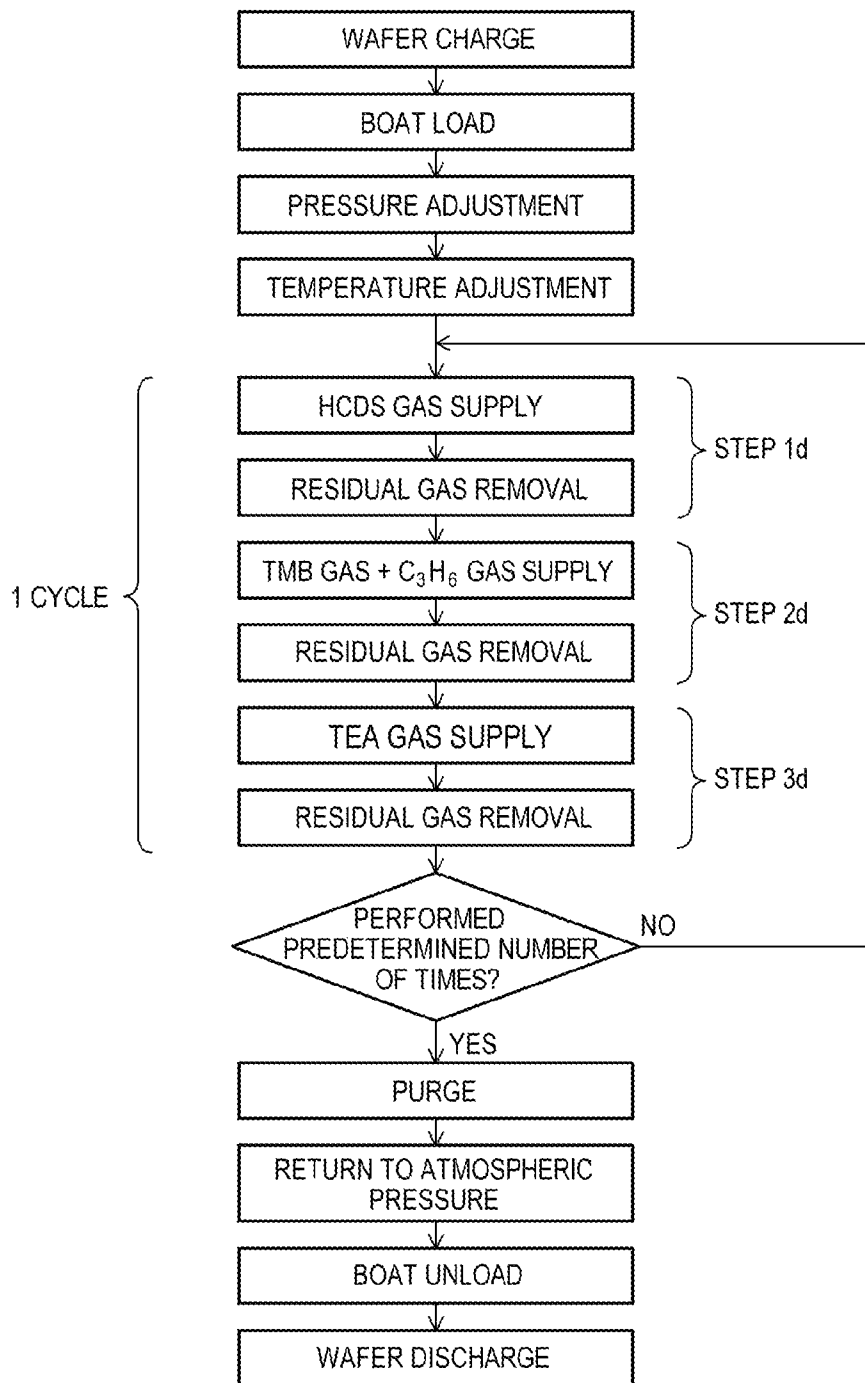 WAFER CHARGE
BOAT LOAD
PRESSURE ADJUSTMENT
TEMPERATURE ADJUSTMENT
1 CYCLE
HCDS GAS SUPPLY
RESIDUAL GAS REMOVAL
STEP 1d
TMB GAS + C₃H₆ GAS SUPPLY
RESIDUAL GAS REMOVAL
STEP 2d
TEA GAS SUPPLY
RESIDUAL GAS REMOVAL
STEP 3d
PERFORMED
PREDETERMINED NUMBER
OF TIMES?
NO
YES
PURGE
RETURN TO ATMOSPHERIC
PRESSURE
BOAT UNLOAD
WAFER DISCHARGE